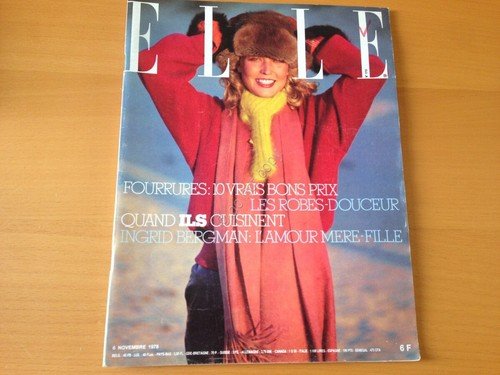 ELLE
FOURRURES: 10 VRAIS BONS PRIX
LES ROBES-DOUCEUR
QUAND ILS CUISINENT
INGRID BERGMAN: L'AMOUR MERE-FILLE
6 NOVEMBRE 1978
6 F